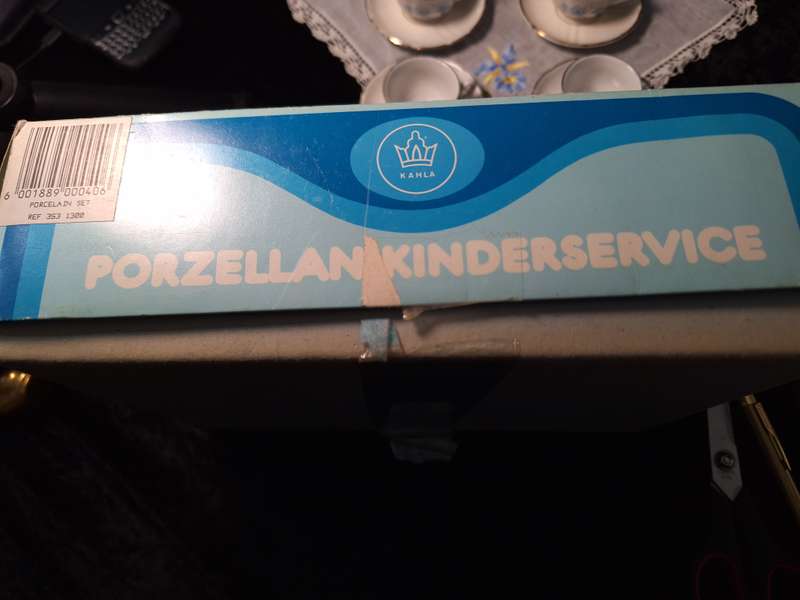 KAHLA
6 001889 000406
PORCELAIN SET
REF 353 1300
PORZELLAN KINDERSERVICE